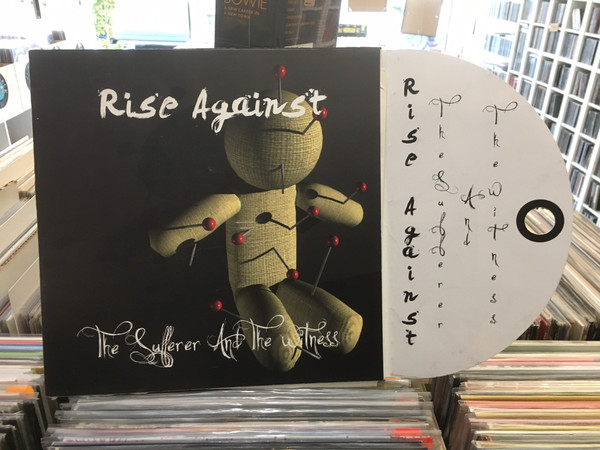 BOWIE
Rise Against
The Sufferer And The Witness
Rise Against
The Sufferer
And
The Witness